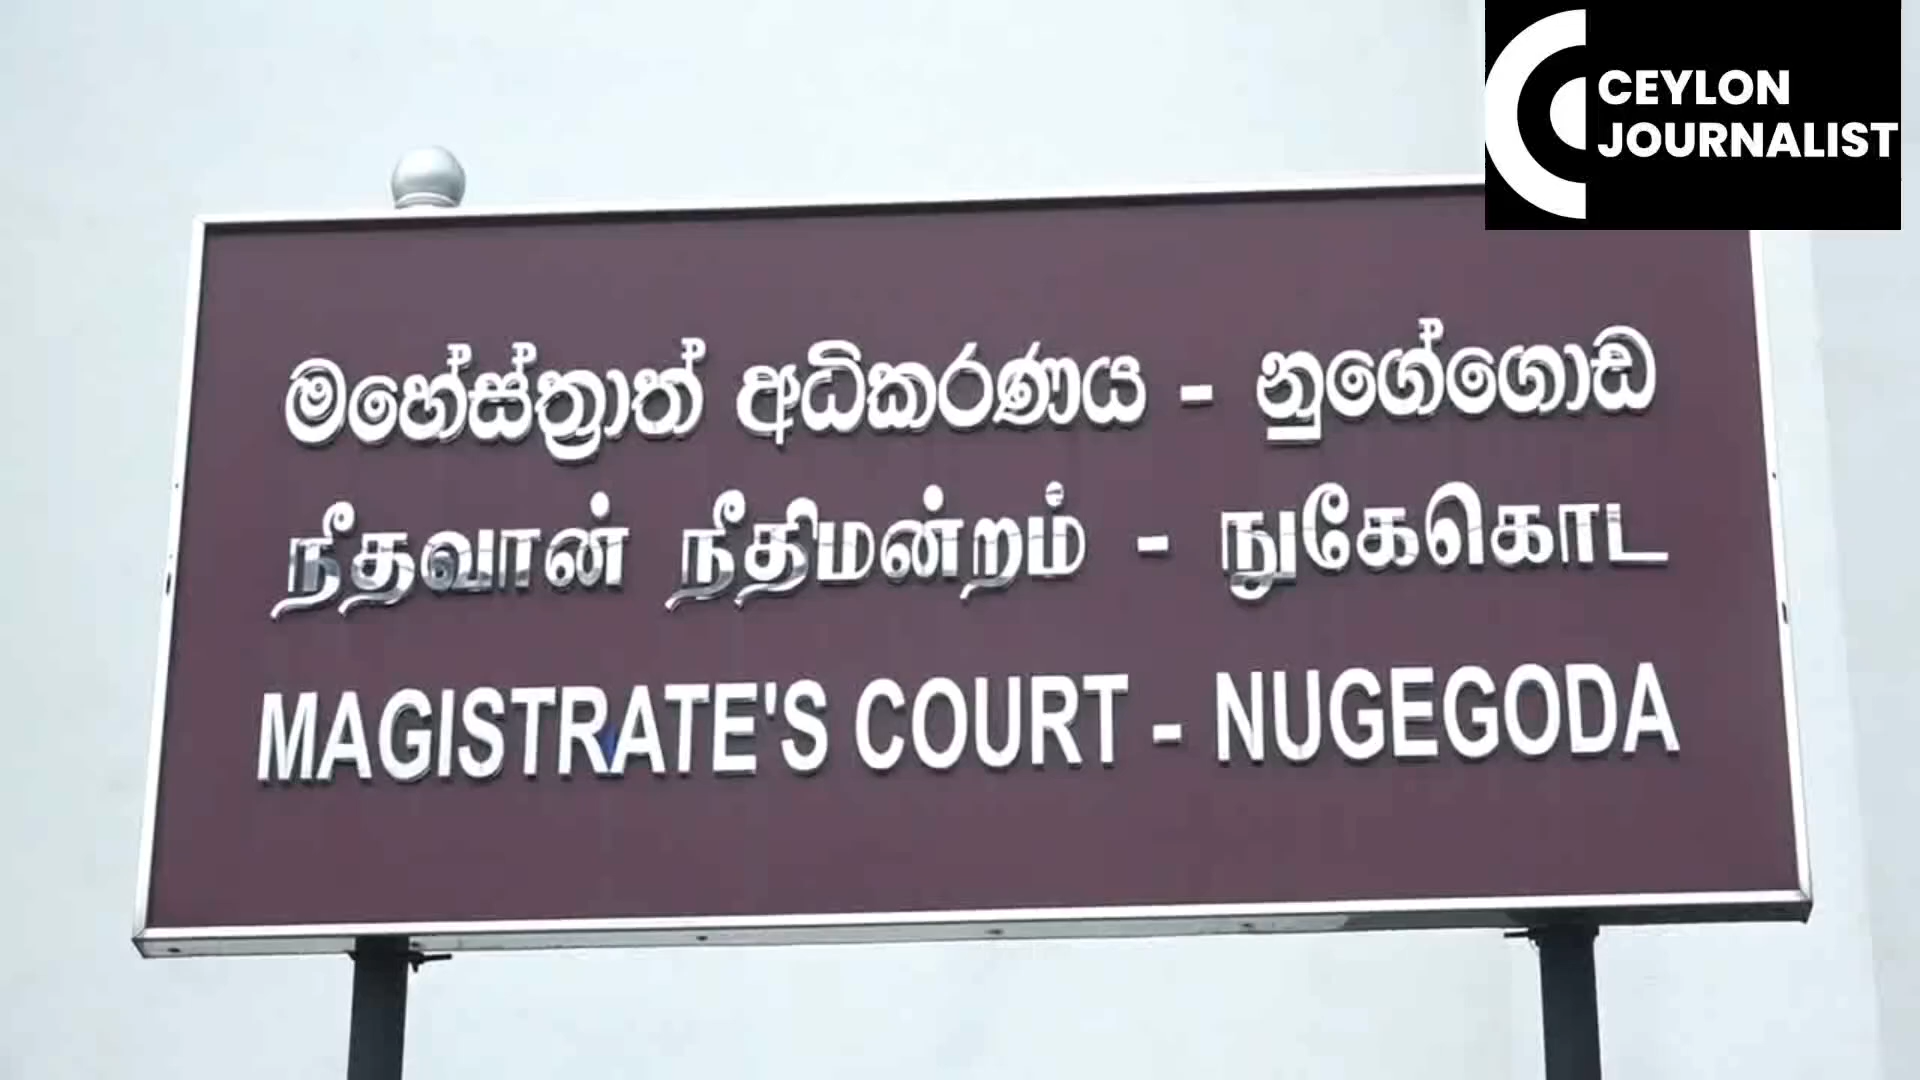 CEYLON
JOURNALIST
මහේස්ත්‍රාත් අධිකරණය - නුගේගොඩ
நீதவான் நீதிமன்றம் - நுகேகொட
MAGISTRATE'S COURT - NUGEGODA